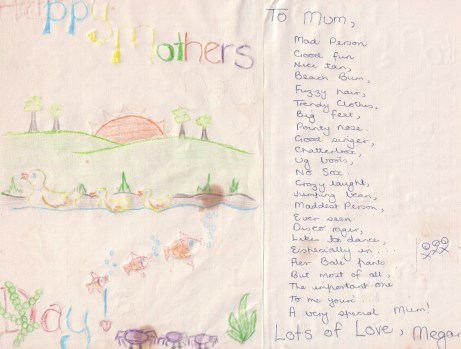 Happy
Mothers
Day!
To Mum,
Mad Person
Good fun
Nice tan,
Beach Bum,
Fuzzy hair,
Trendy Clothes,
Big feet,
Pointy nose.
Good singer,
Chatterbox,
Ug boots,
No Sox.
Crazy laught,
Jumping bean,
Maddest Person,
Ever seen.
Disco rager,
Likes to dance,
Especially in...
Her Bale pants
But most of all,
The important one
To me your
A very special Mum!
Lots of Love, Megan